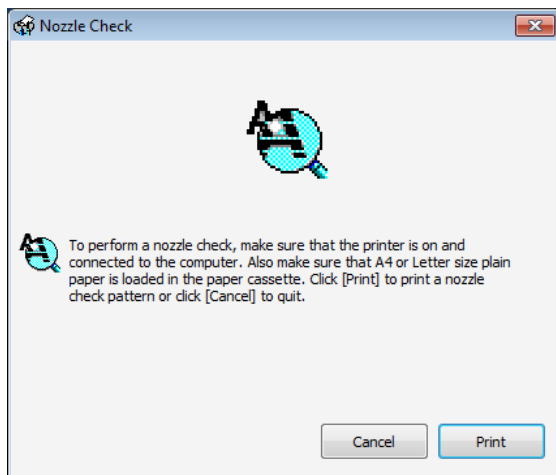 Nozzle Check
To perform a nozzle check, make sure that the printer is on and
connected to the computer. Also make sure that A4 or Letter size plain
paper is loaded in the paper cassette. Click [Print] to print a nozzle
check pattern or click [Cancel] to quit.
Cancel Print